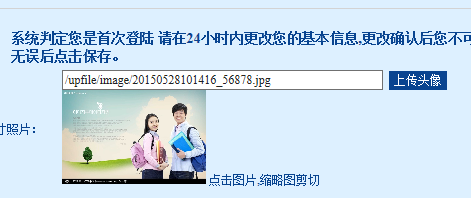 系统判定您是首次登陆 请在24小时内更改您的基本信息,更改确认后您不可
无误后点击保存。
/upfile/image/20150528101416_56878.jpg
上传头像
照片：
点击图片,缩略图剪切